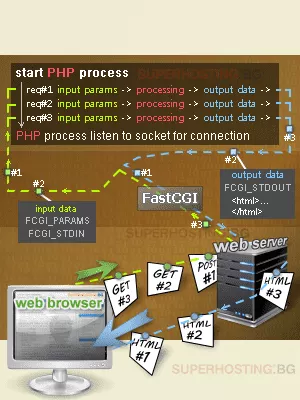 SUPERHOSTING.BG
start PHP process
req#1 input params -> processing -> output data ->
req#2 input params -> processing -> output data ->
req#3 input params -> processing -> output data ->
PHP process listen to socket for connection
#3
#1
#2
#1
#2
output data
FCGI_STDOUT
<html>...
</html>
FastCGI
input data
FCGI_PARAMS
FCGI_STDIN
#3
web server
web browser
GET #3
GET #2
POST #1
HTML #3
HTML #2
HTML #1
SUPERHOSTING.BG